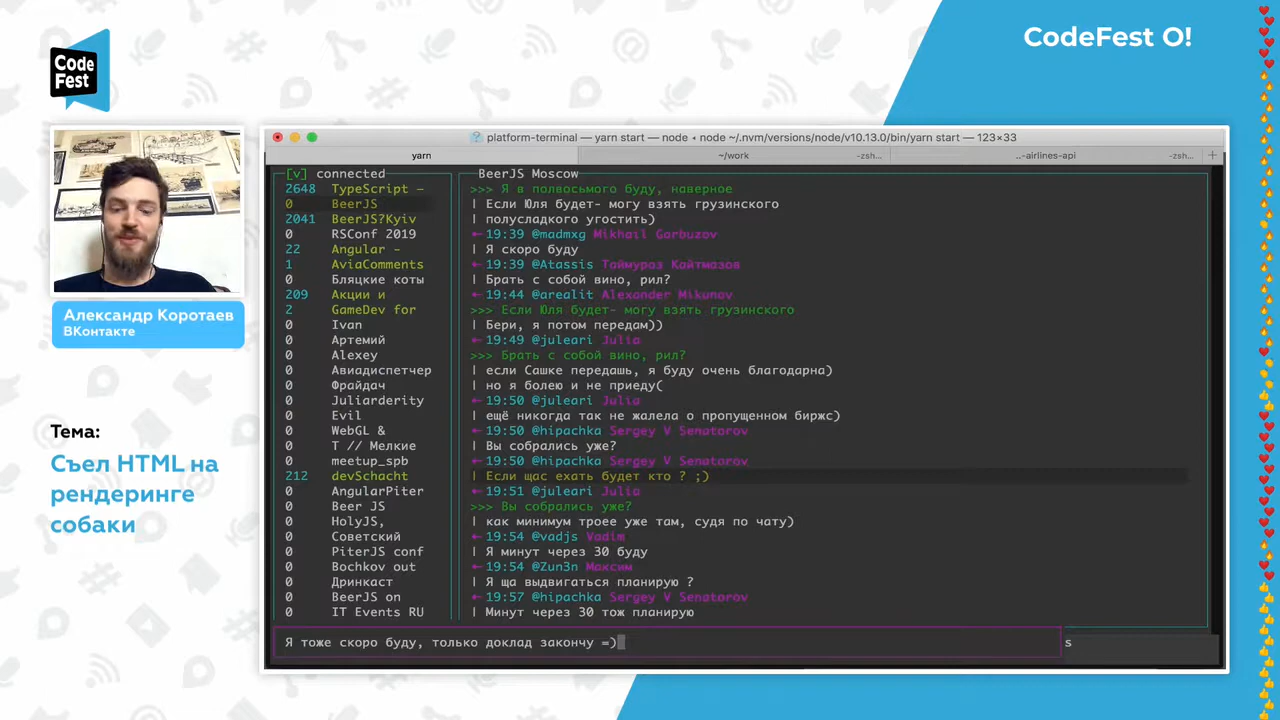 Code
Fest
CodeFest O!
Александр Коротаев
ВКонтакте
Тема:
Съел HTML на
рендеринге
собаки
platform-terminal — yarn start — node ◂ node ~/.nvm/versions/node/v10.13.0/bin/yarn start — 123×33
yarn
~/work
-zsh...
..-airlines-api
-zsh...
+
[v] connected
2648 TypeScript –
0 BeerJS
2041 BeerJS?Kyiv
0 RSConf 2019
22 Angular -
1 AviaComments
0 Бляцкие коты
209 Акции и
2 GameDev for
0 Ivan
0 Артемий
0 Alexey
0 Авиадиспетчер
0 Фрайдач
0 Juliarderity
0 Evil
0 WebGL &
0 T // Мелкие
0 meetup_spb
212 devSchacht
0 AngularPiter
0 Beer JS
0 HolyJS,
0 Советский
0 PiterJS conf
0 Bochkov out
0 Дринкаст
0 BeerJS on
0 IT Events RU
BeerJS Moscow
>>> Я в полвосьмого буду, наверное
| Если Юля будет- могу взять грузинского
| полусладкого угостить)
←19:39 @madmxg Mikhail Garbuzov
| Я скоро буду
←19:39 @Atassis Таймураз Кайтмазов
| Брать с собой вино, рил?
←19:44 @arealit Alexander Mikunov
>>> Если Юля будет- могу взять грузинского
| Бери, я потом передам))
←19:49 @juleari Julia
>>> Брать с собой вино, рил?
| если Сашке передашь, я буду очень благодарна)
| но я болею и не приеду(
←19:50 @juleari Julia
| ещё никогда так не жалела о пропущенном биржс)
←19:50 @hipachka Sergey V Senatorov
| Вы собрались уже?
←19:50 @hipachka Sergey V Senatorov
| Если щас ехать будет кто ? ;)
←19:51 @juleari Julia
>>> Вы собрались уже?
| как минимум троее уже там, судя по чату)
←19:54 @vadjs Vadim
| Я минут через 30 буду
←19:54 @Zun3n Максим
| Я ща выдвигаться планирую ?
←19:57 @hipachka Sergey V Senatorov
| Минут через 30 тож планирую
Я тоже скоро буду, только доклад закончу =)
s